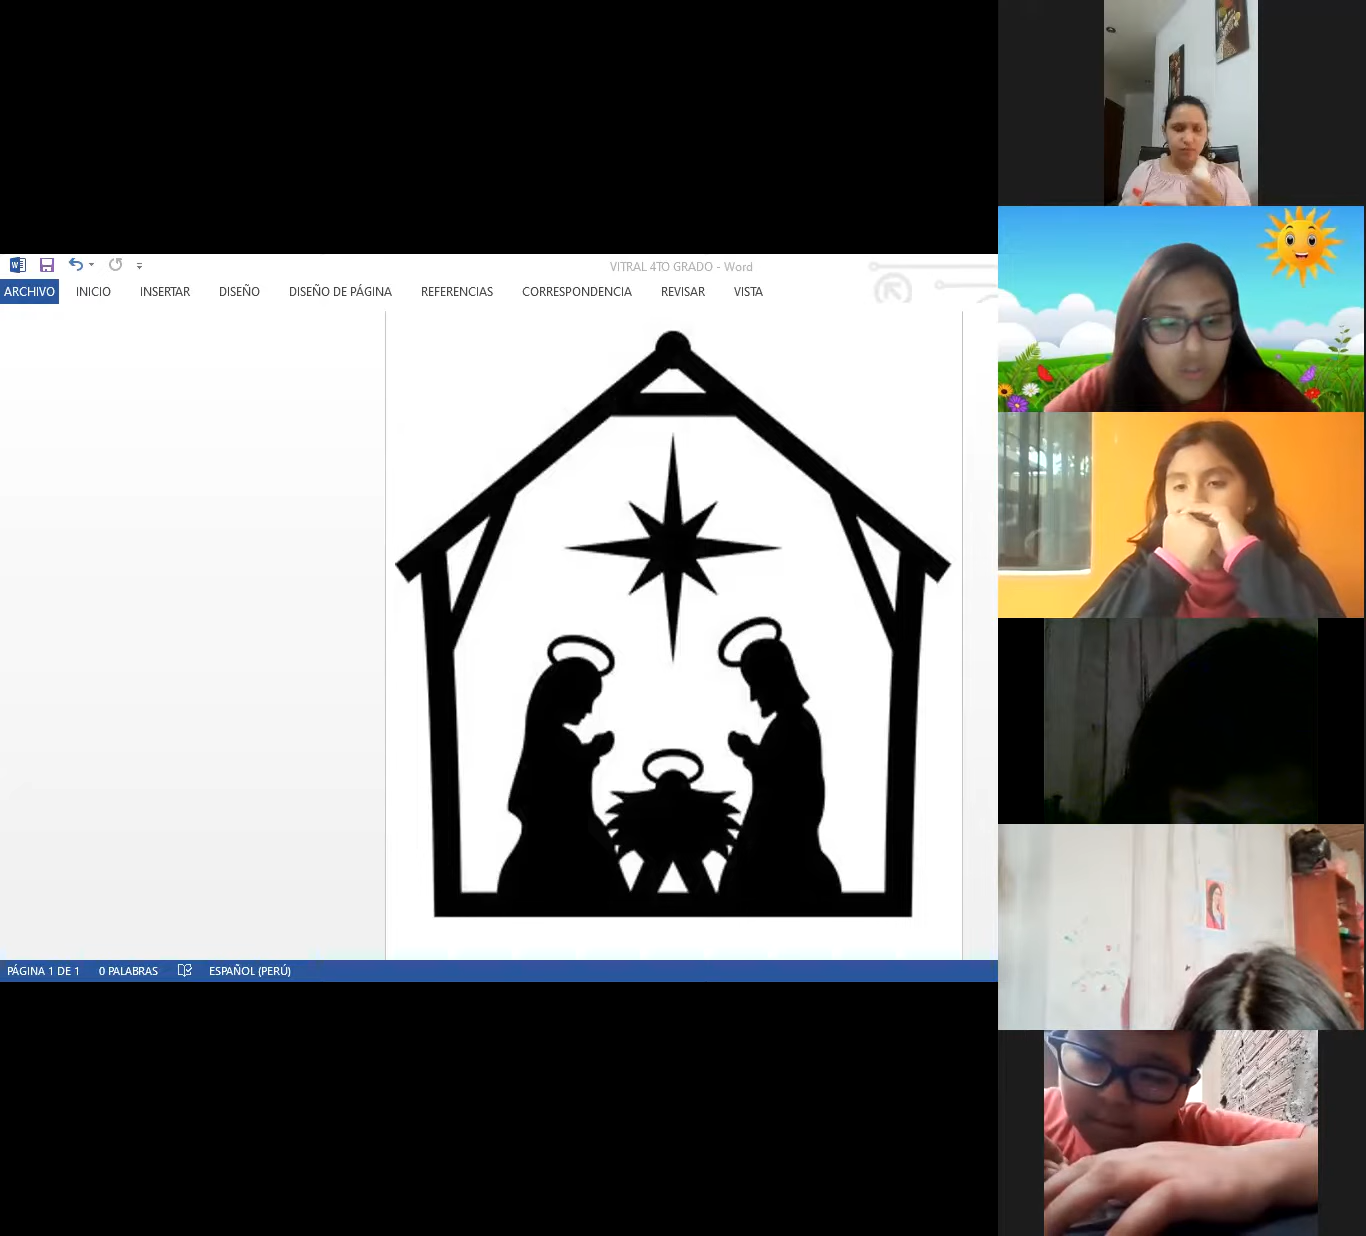 VITRAL 4TO GRADO - Word
ARCHIVO INICIO INSERTAR DISEÑO DISEÑO DE PÁGINA REFERENCIAS CORRESPONDENCIA REVISAR VISTA
PÁGINA 1 DE 1 0 PALABRAS ESPAÑOL (PERÚ)